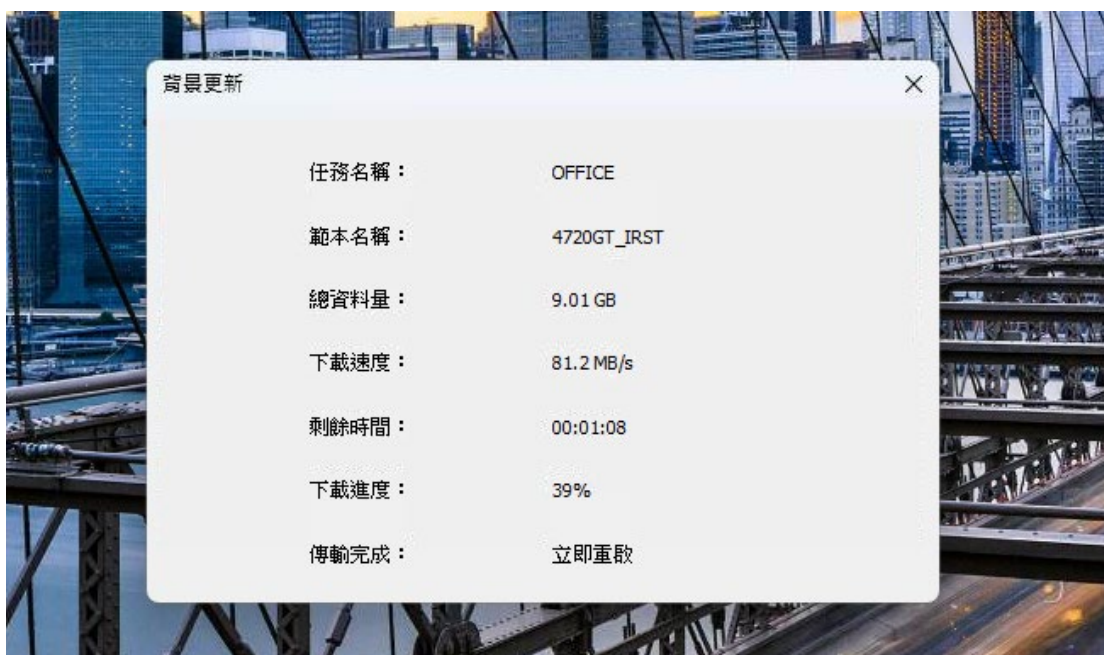 背景更新
任務名稱： OFFICE
範本名稱： 4720GT_IRST
總資料量： 9.01 GB
下載速度： 81.2 MB/s
剩餘時間： 00:01:08
下載進度： 39%
傳輸完成： 立即重啟